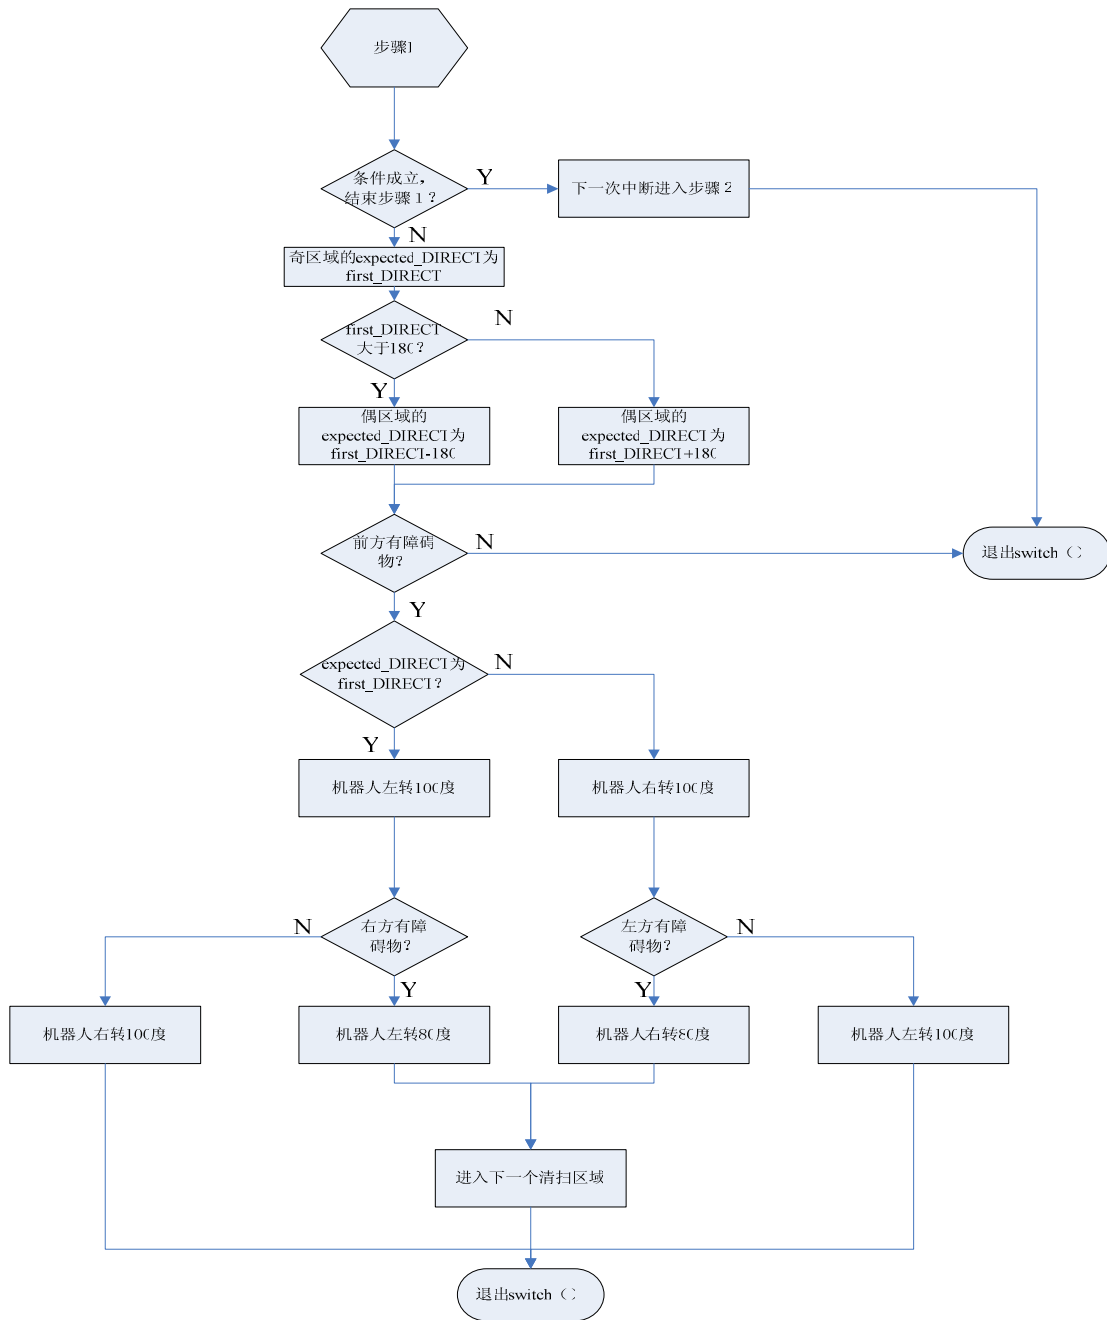 步骤1
条件成立，
结束步骤１？
Y
下一次中断进入步骤２
N
奇区域的expected_DIRECT为
first_DIRECT
first_DIRECT
大于180？
N
Y
偶区域的
expected_DIRECT为
first_DIRECT-180
偶区域的
expected_DIRECT为
first_DIRECT+180
前方有障碍
物？
N
退出switch（）
Y
expected_DIRECT为
first_DIRECT？
N
Y
机器人左转100度
机器人右转100度
N
右方有障
碍物？
左方有障
碍物？
N
Y
Y
机器人右转100度
机器人左转80度
机器人右转80度
机器人左转100度
进入下一个清扫区域
退出switch（）